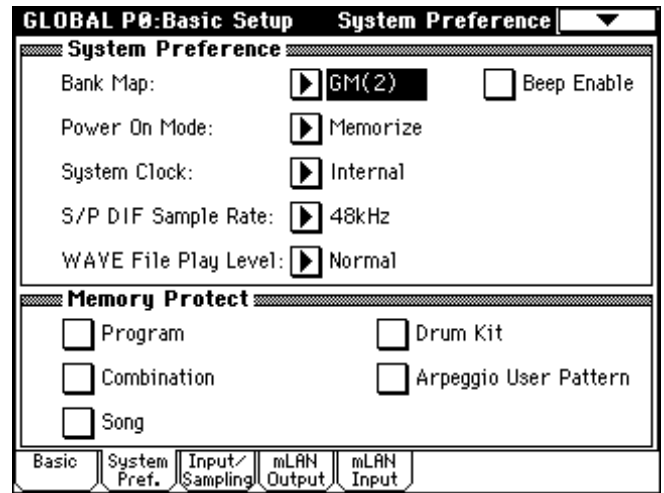 GLOBAL P0:Basic Setup System Preference
System Preference
Bank Map: GM(2) Beep Enable
Power On Mode: Memorize
System Clock: Internal
S/P DIF Sample Rate: 48kHz
WAVE File Play Level: Normal
Memory Protect
Program Drum Kit
Combination Arpeggio User Pattern
Song
Basic System Input/ mLAN mLAN
Pref. Sampling Output Input